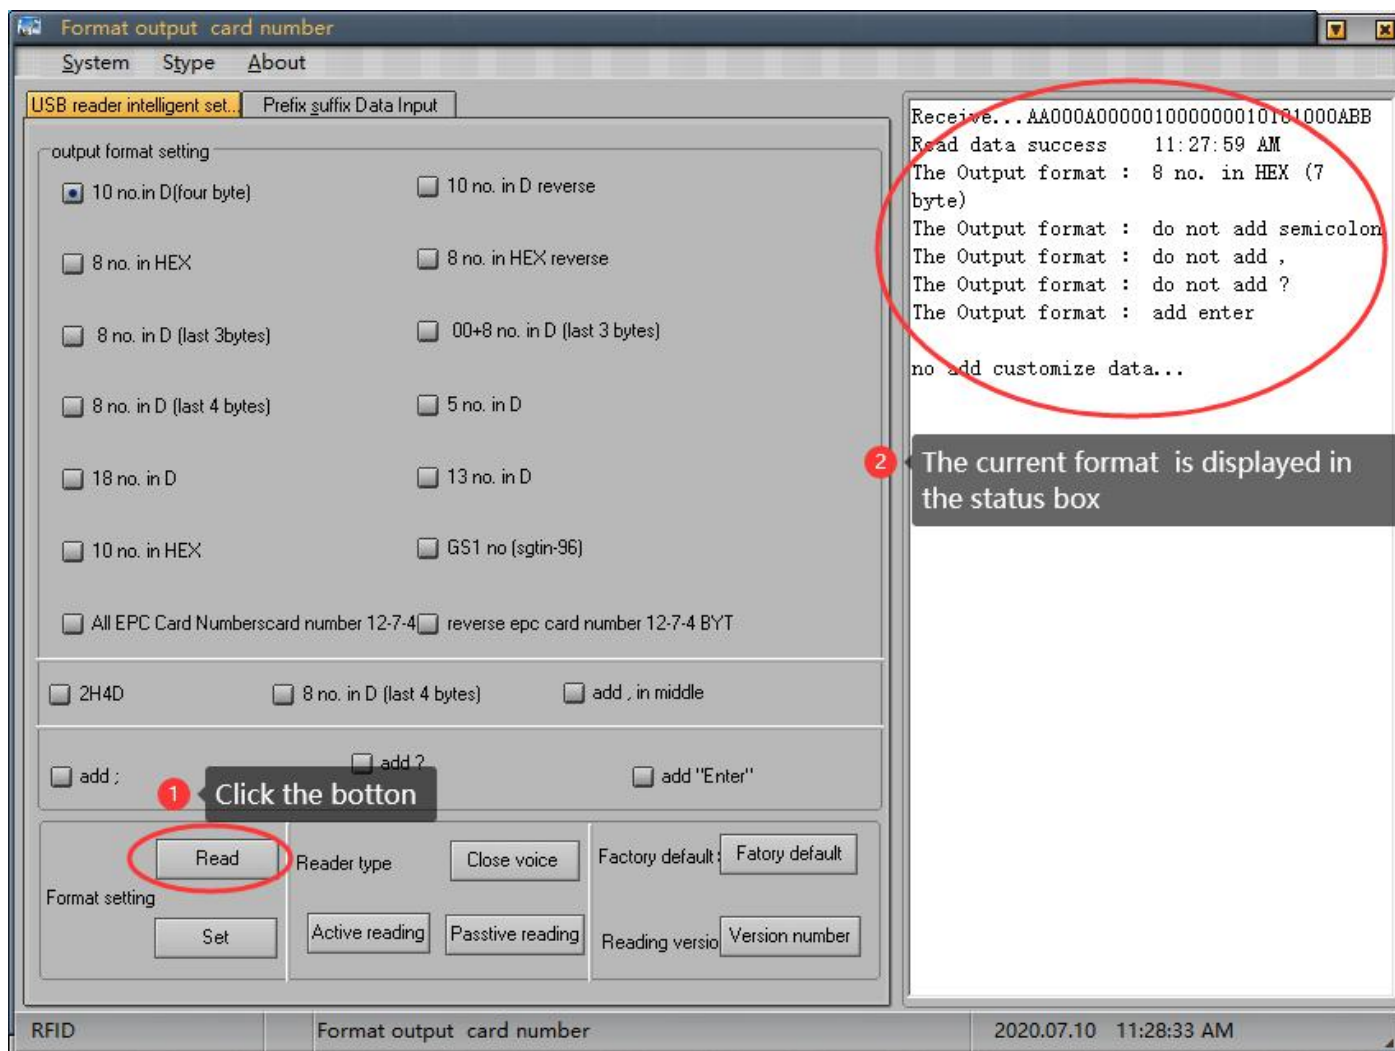 Format output card number
System Stype About
USB reader intelligent set... Prefix suffix Data Input
output format setting
10 no.in D(four byte) 10 no. in D reverse
8 no. in HEX 8 no. in HEX reverse
8 no. in D (last 3bytes) 00+8 no. in D (last 3 bytes)
8 no. in D (last 4 bytes) 5 no. in D
18 no. in D 13 no. in D
10 no. in HEX GS1 no (sgtin-96)
All EPC Card Numberscard number 12-7-4 reverse epc card number 12-7-4 BYT
2H4D 8 no. in D (last 4 bytes) add , in middle
add ; add ? add "Enter"
1 Click the botton
Read Reader type Close voice Factory default: Fatory default
Format setting
Set Active reading Passtive reading Reading versio Version number
Receive...AA000A0000010000000010101000ABB
Read data success 11:27:59 AM
The Output format : 8 no. in HEX (7
byte)
The Output format : do not add semicolon
The Output format : do not add ,
The Output format : do not add ?
The Output format : add enter
no add customize data...
2 The current format is displayed in
the status box
RFID Format output card number 2020.07.10 11:28:33 AM